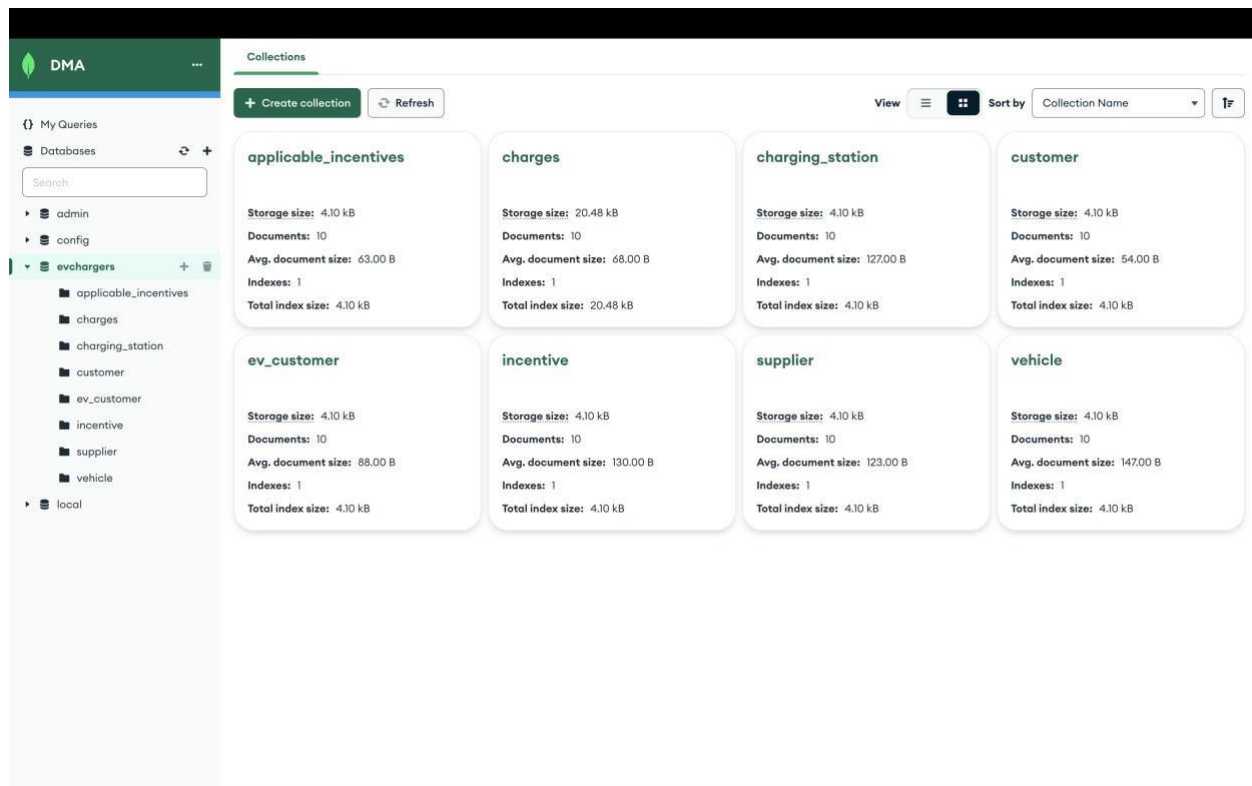 DMA ...
{} My Queries
Databases
Search
admin
config
evchargers
applicable_incentives
charges
charging_station
customer
ev_customer
incentive
supplier
vehicle
local
Collections
+ Create collection Refresh View Sort by Collection Name
applicable_incentives
Storage size: 4.10 kB
Documents: 10
Avg. document size: 63.00 B
Indexes: 1
Total index size: 4.10 kB
charges
Storage size: 20.48 kB
Documents: 10
Avg. document size: 68.00 B
Indexes: 1
Total index size: 20.48 kB
charging_station
Storage size: 4.10 kB
Documents: 10
Avg. document size: 127.00 B
Indexes: 1
Total index size: 4.10 kB
customer
Storage size: 4.10 kB
Documents: 10
Avg. document size: 54.00 B
Indexes: 1
Total index size: 4.10 kB
ev_customer
Storage size: 4.10 kB
Documents: 10
Avg. document size: 88.00 B
Indexes: 1
Total index size: 4.10 kB
incentive
Storage size: 4.10 kB
Documents: 10
Avg. document size: 130.00 B
Indexes: 1
Total index size: 4.10 kB
supplier
Storage size: 4.10 kB
Documents: 10
Avg. document size: 123.00 B
Indexes: 1
Total index size: 4.10 kB
vehicle
Storage size: 4.10 kB
Documents: 10
Avg. document size: 147.00 B
Indexes: 1
Total index size: 4.10 kB